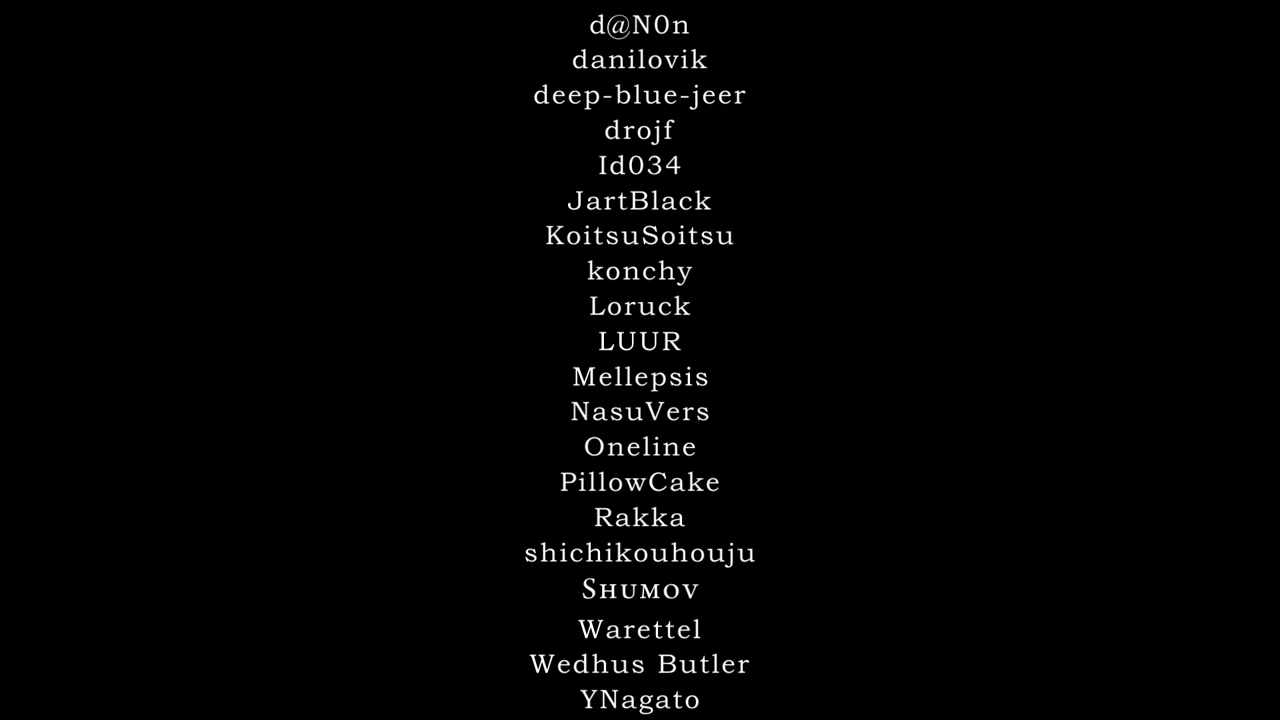 d@N0n
danilovik
deep-blue-jeer
drojf
Id034
JartBlack
KoitsuSoitsu
konchy
Loruck
LUUR
Mellepsis
NasuVers
Oneline
PillowCake
Rakka
shichikouhouju
Sʜᴜᴍᴏᴠ
Warettel
Wedhus Butler
YNagato